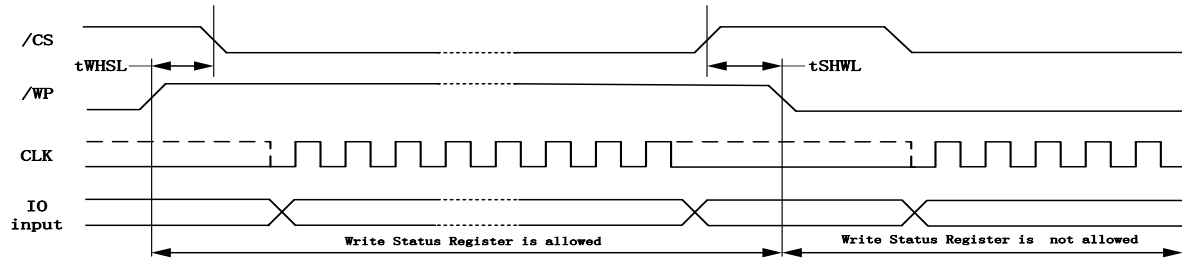 /CS
tWHSL
tSHWL
/WP
CLK
IO
input
Write Status Register is allowed
Write Status Register is not allowed